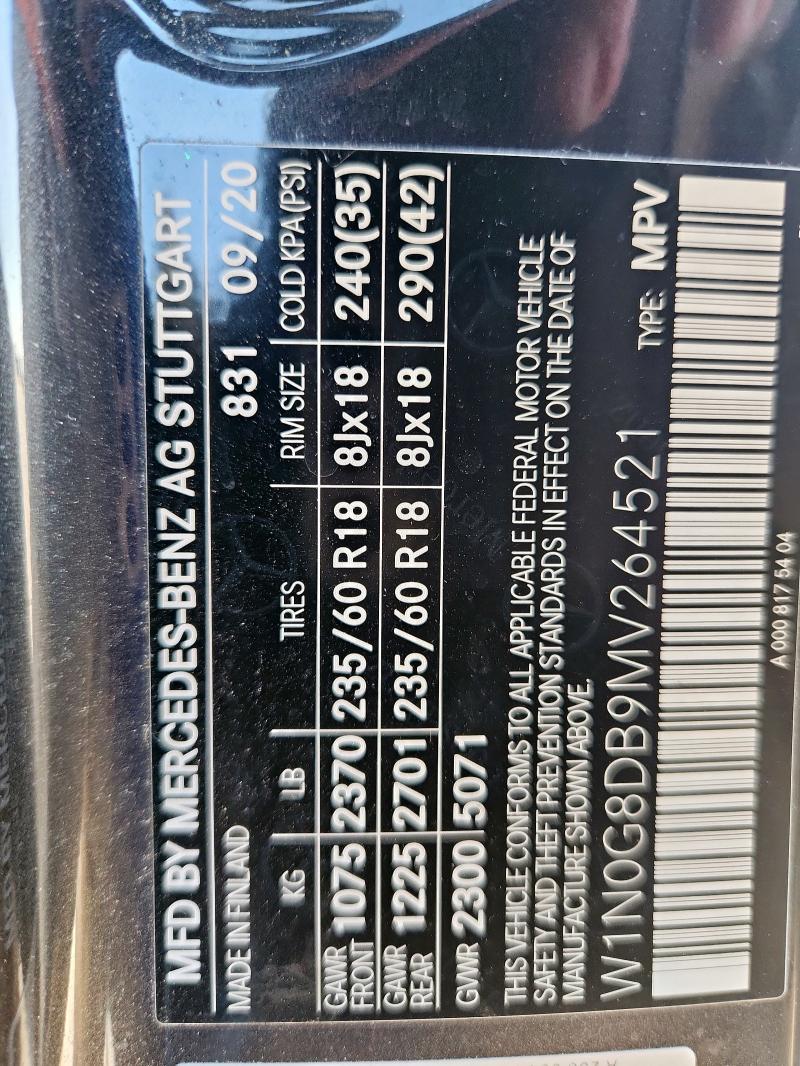 MFD BY MERCEDES-BENZ AG STUTTGART
MADE IN FINLAND 831 09/20
KG LB TIRES RIM SIZE COLD KPA (PSI)
GAWR FRONT 1075 2370 235/60 R18 8Jx18 240(35)
GAWR REAR 1225 2701 235/60 R18 8Jx18 290(42)
GVWR 2300 5071
THIS VEHICLE CONFORMS TO ALL APPLICABLE FEDERAL MOTOR VEHICLE
SAFETY AND THEFT PREVENTION STANDARDS IN EFFECT ON THE DATE OF
MANUFACTURE SHOWN ABOVE.
W1N0G8DB9MV264521 TYPE: MPV
A 000 817 54 04